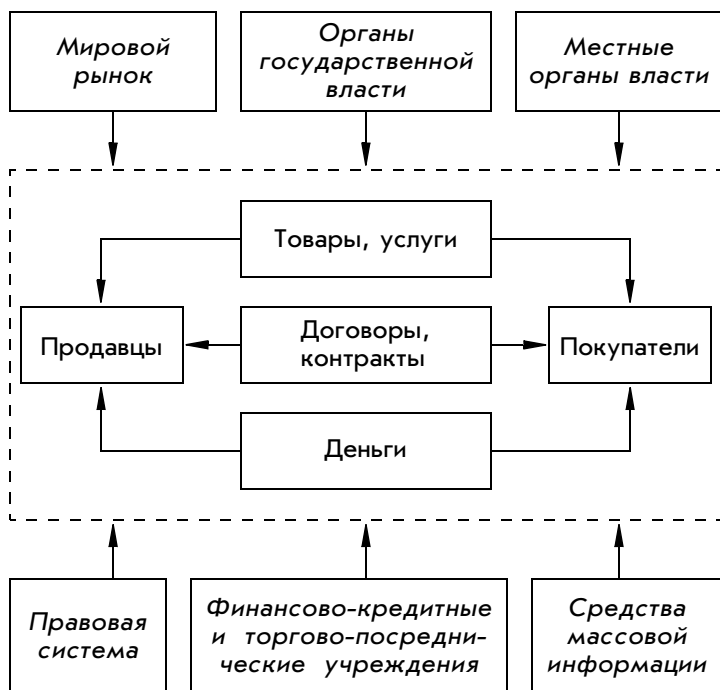 Мировой
рынок
Органы
государственной
власти
Местные
органы власти
Товары, услуги
Продавцы
Договоры,
контракты
Покупатели
Деньги
Правовая
система
Финансово-кредитные
и торгово-посредни-
ческие учреждения
Средства
массовой
информации